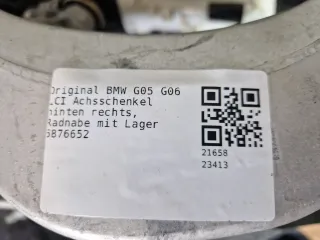 Original BMW G05 G06
LCI Achsschenkel
hinten rechts,
Radnabe mit Lager
6876652
21658
23413